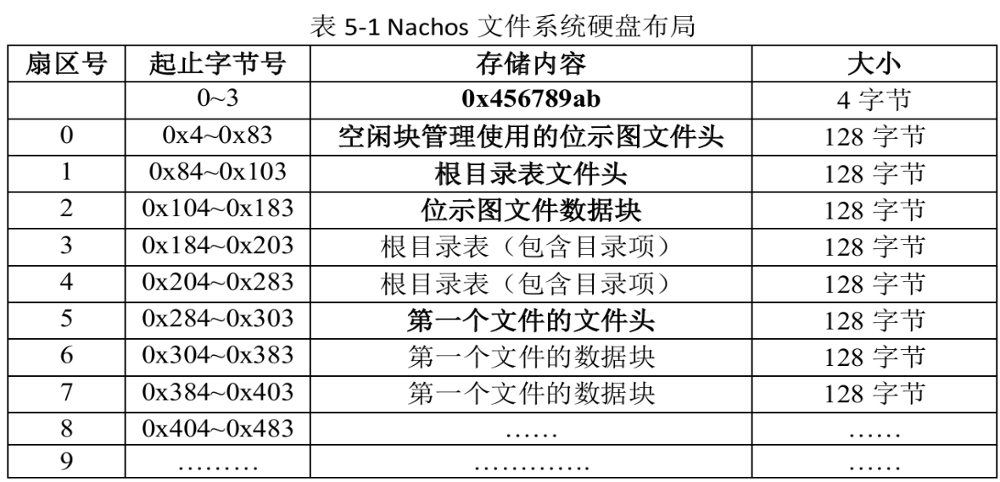 表 5-1 Nachos 文件系统硬盘布局
扇区号 起止字节号 存储内容 大小
0~3 0x456789ab 4 字节
0 0x4~0x83 空闲块管理使用的位示图文件头 128 字节
1 0x84~0x103 根目录表文件头 128 字节
2 0x104~0x183 位示图文件数据块 128 字节
3 0x184~0x203 根目录表（包含目录项） 128 字节
4 0x204~0x283 根目录表（包含目录项） 128 字节
5 0x284~0x303 第一个文件的文件头 128 字节
6 0x304~0x383 第一个文件的数据块 128 字节
7 0x384~0x403 第一个文件的数据块 128 字节
8 0x404~0x483 …… ……
9 ……… …………. ……